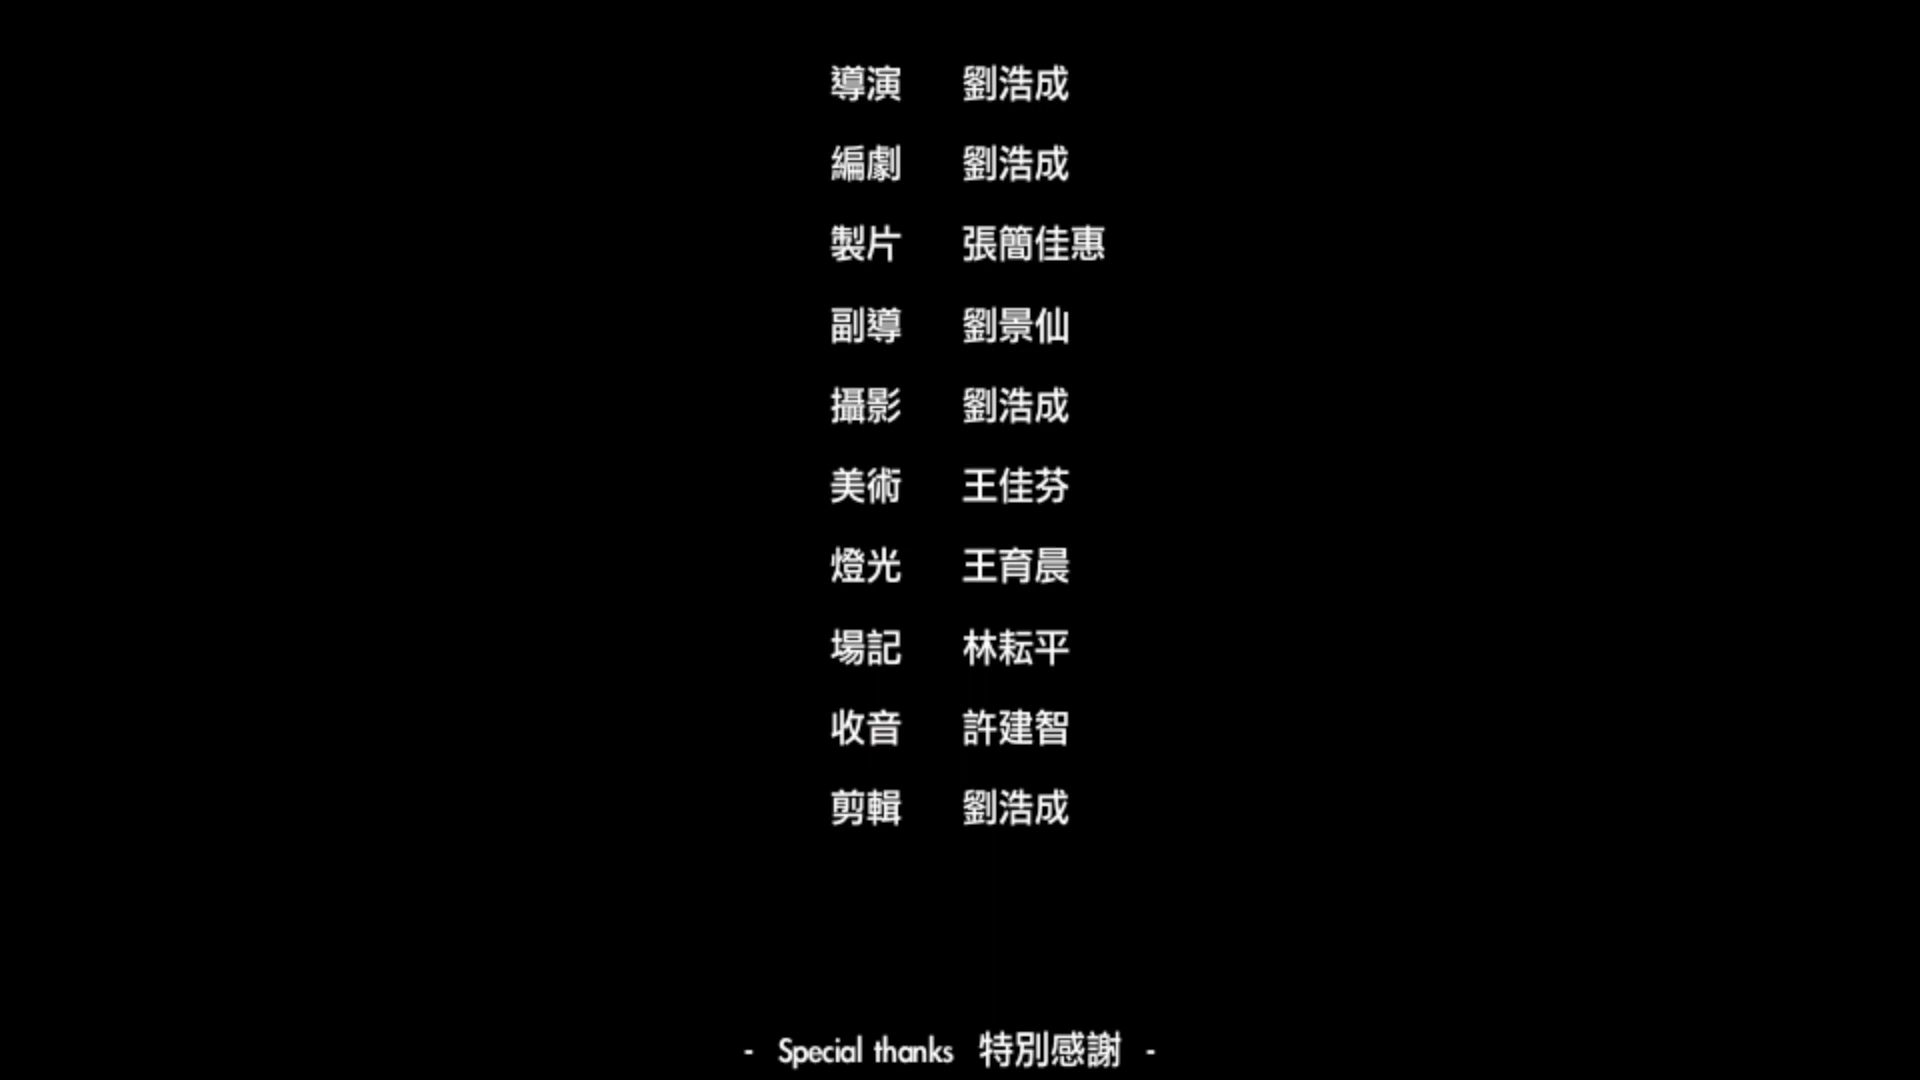 導演 劉浩成
編劇 劉浩成
製片 張簡佳惠
副導 劉景仙
攝影 劉浩成
美術 王佳芬
燈光 王育晨
場記 林耘平
收音 許建智
剪輯 劉浩成
- Special thanks 特別感謝 -